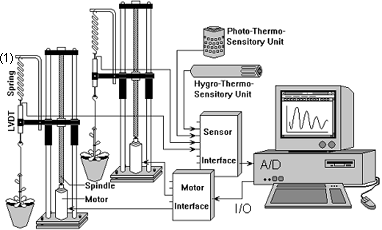 (1)
Spring
LVDT
Spindle
Motor
Photo-Thermo-
Sensitory Unit
Hygro-Thermo-
Sensitory Unit
Sensor
Interface
A/D
Motor
Interface
I/O